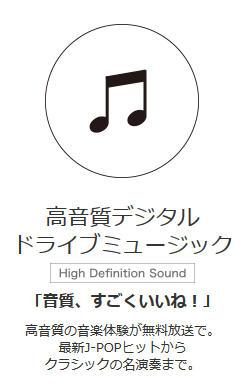 高音質デジタル
ドライブミュージック
High Definition Sound
「音質、すごくいいね！」
高音質の音楽体験が無料放送で。
最新J-POPヒットから
クラシックの名演奏まで。